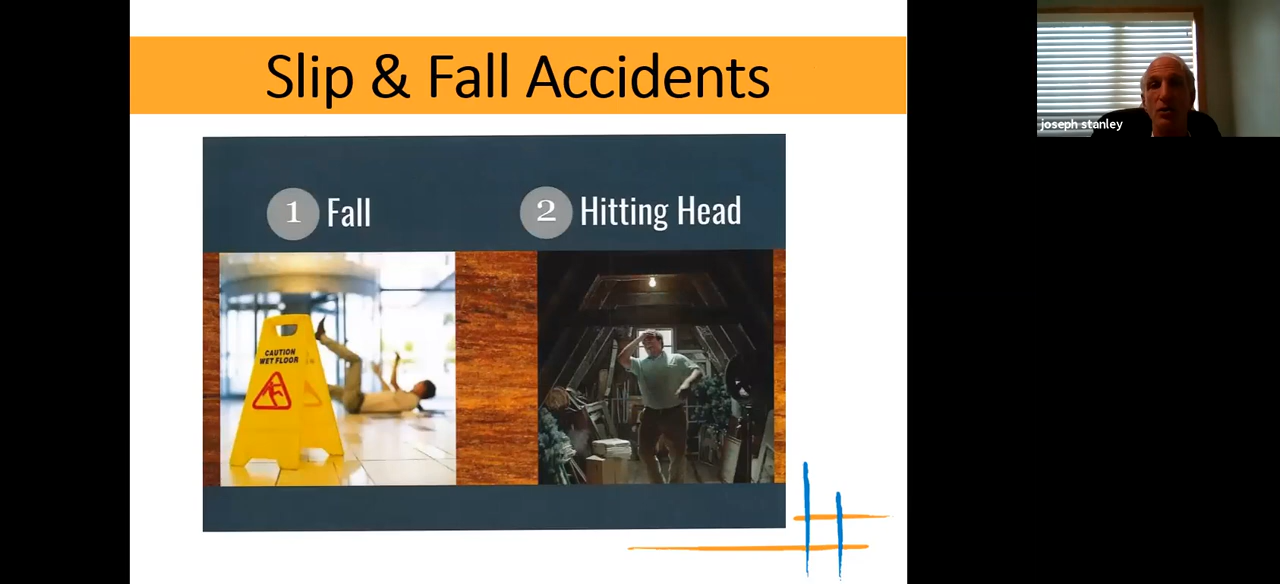 Slip & Fall Accidents
1 Fall
2 Hitting Head
CAUTION
WET FLOOR
joseph stanley